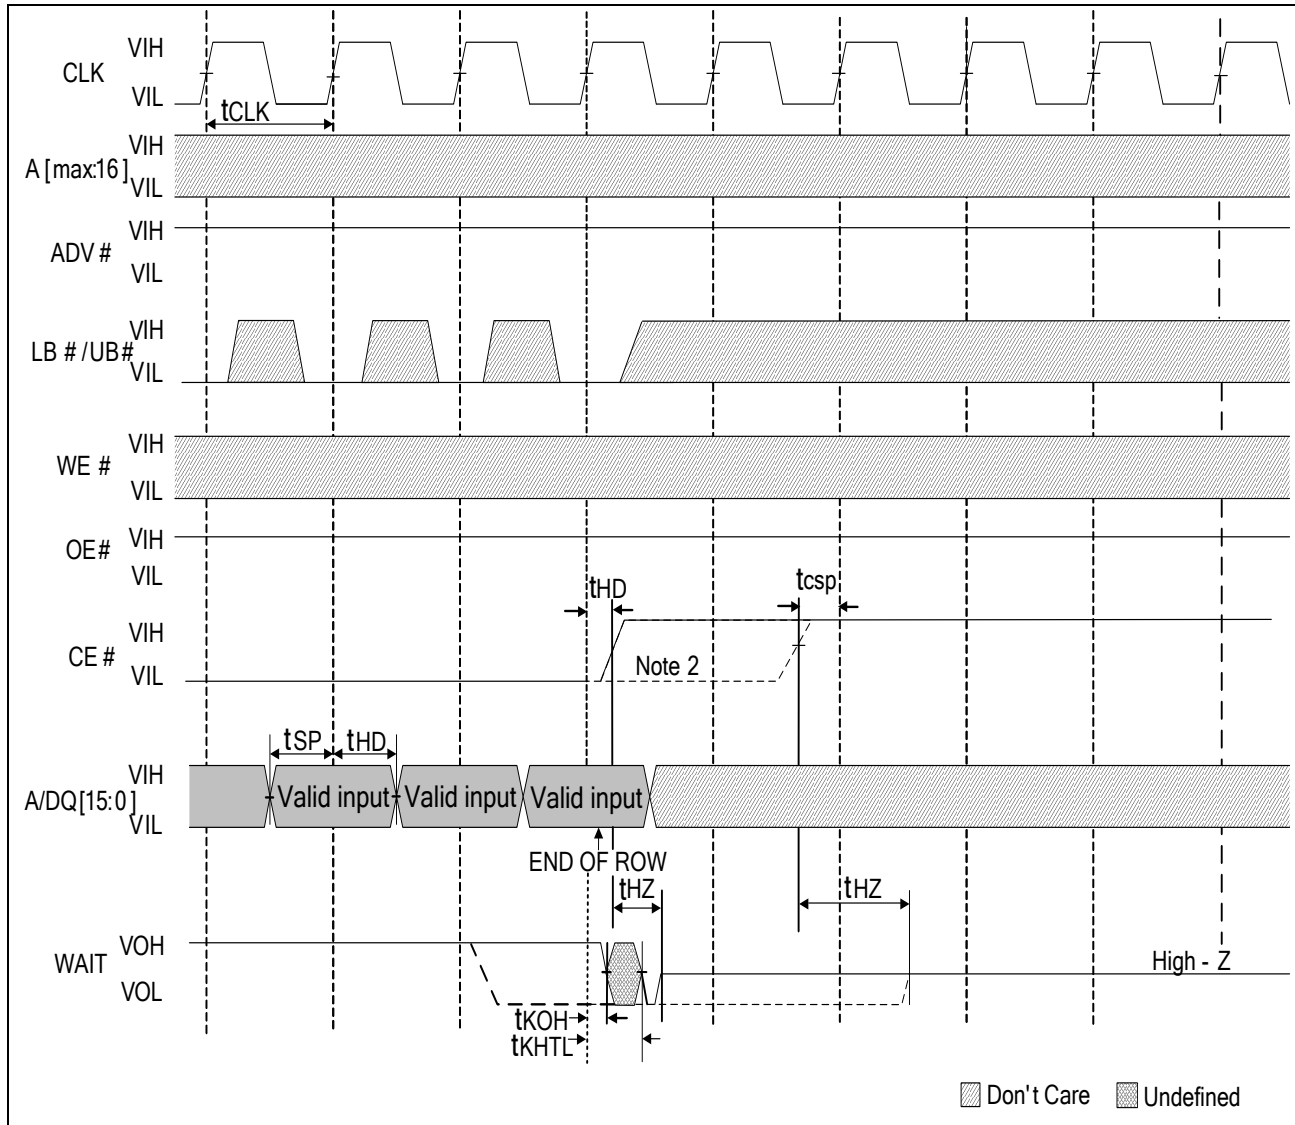 VIH
CLK
VIL
tCLK
VIH
A [max:16]
VIL
VIH
ADV #
VIL
VIH
LB # /UB#
VIL
VIH
WE #
VIL
VIH
OE#
VIL
tHD
tcsp
VIH
CE #
Note 2
VIL
tSP
tHD
VIH
A/DQ[15:0]
Valid input
Valid input
Valid input
VIL
END OF ROW
tHZ
tHZ
VOH
WAIT
High - Z
VOL
tKOH
tKHTL
Don't Care
Undefined